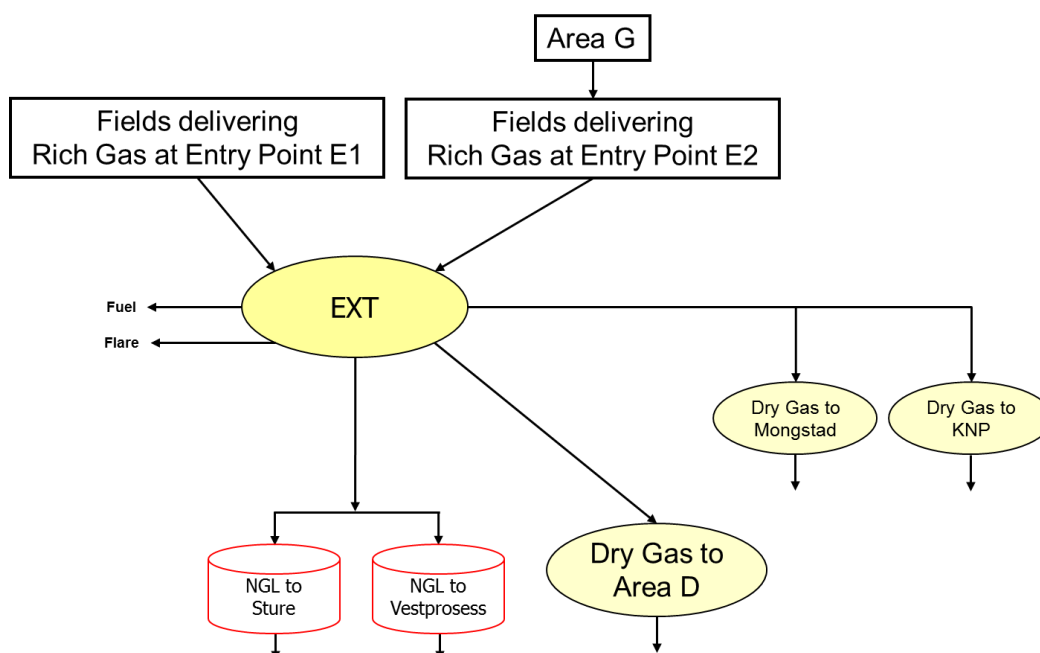 Area G
Fields delivering
Rich Gas at Entry Point E1
Fields delivering
Rich Gas at Entry Point E2
EXT
Fuel
Flare
Dry Gas to
Mongstad
Dry Gas to
KNP
NGL to
Sture
NGL to
Vestprosess
Dry Gas to
Area D